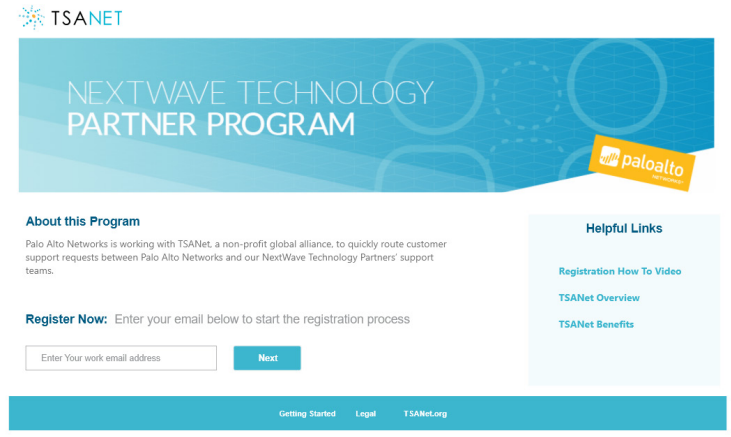 TSANET
NEXTWAVE TECHNOLOGY
PARTNER PROGRAM
paloalto
NETWORKS
About this Program
Palo Alto Networks is working with TSANet, a non-profit global alliance, to quickly route customer
support requests between Palo Alto Networks and our NextWave Technology Partners' support
teams.
Helpful Links
Registration How To Video
TSANet Overview
TSANet Benefits
Register Now: Enter your email below to start the registration process
Enter Your work email address
Next
Getting Started Legal TSANet.org